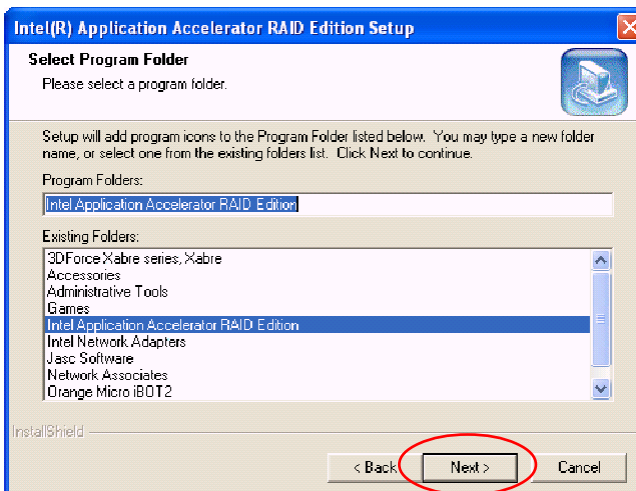 Intel(R) Application Accelerator RAID Edition Setup
Select Program Folder
Please select a program folder.
Setup will add program icons to the Program Folder listed below. You may type a new folder
name, or select one from the existing folders list. Click Next to continue.
Program Folders:
Intel Application Accelerator RAID Edition
Existing Folders:
3DForce Xabre series, Xabre
Accessories
Administrative Tools
Games
Intel Application Accelerator RAID Edition
Intel Network Adapters
Jasc Software
Network Associates
Orange Micro iBOT2
InstallShield
< Back
Next >
Cancel